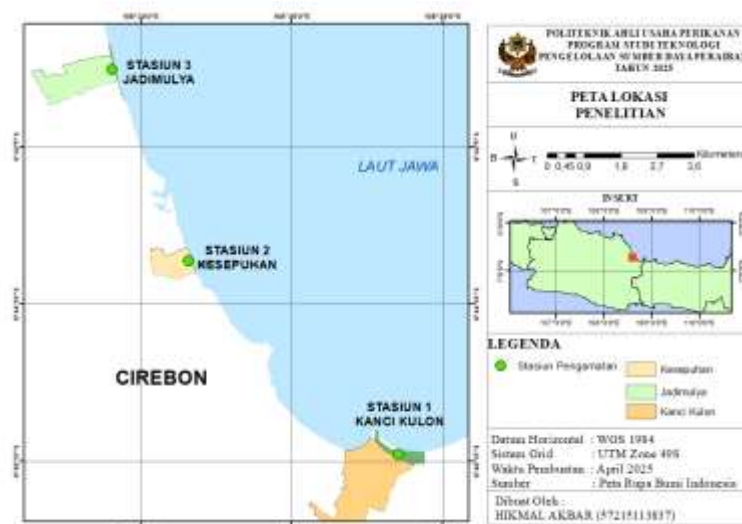 STASIUN 3
JADIMULYA
LAUT JAWA
STASIUN 2
KESEPUHAN
CIREBON
STASIUN 1
KANCI KULON
POLITEKNIK AHLI USAHA PERIKANAN
PROGRAM STUDI TEKNOLOGI
PENGELOLAAN SUMBER DAYA PERAIRAN
TAHUN 2025
PETA LOKASI
PENELITIAN
U
B T
S
Kilometers
0 0,45 0,9 1,8 2,7 3,6
INSERT
LEGENDA
Stasiun Pengamatan
Kesepuhan
Jadimulya
Kanci Kulon
Datum Horizontal : WGS 1984
Sistem Grid : UTM Zone 49S
Waktu Pembuatan : April 2025
Sumber : Peta Rupa Bumi Indonesia
Dibuat Oleh :
HIKMAL AKBAR (57215113837)